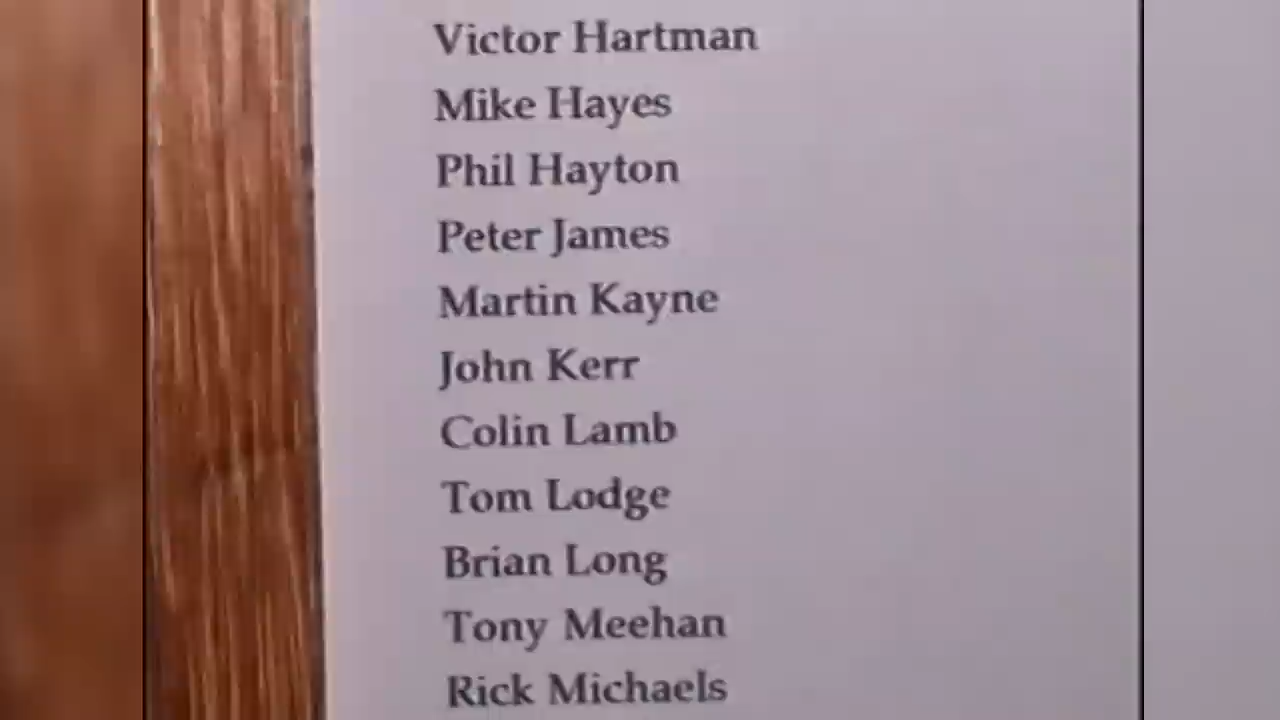 Victor Hartman
Mike Hayes
Phil Hayton
Peter James
Martin Kayne
John Kerr
Colin Lamb
Tom Lodge
Brian Long
Tony Meehan
Rick Michaels